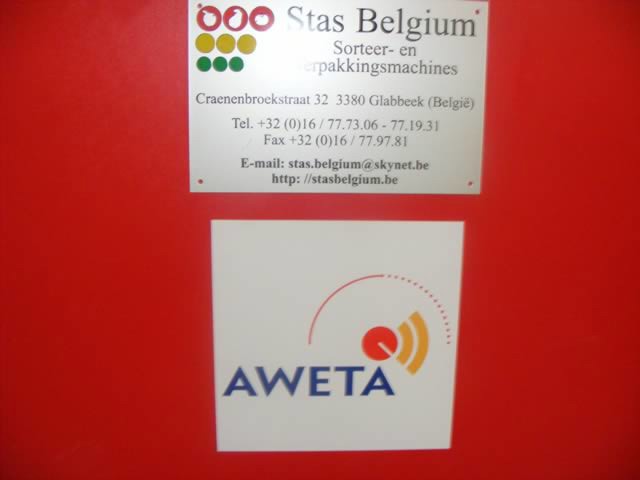 Stas Belgium
Sorteer- en
verpakkingsmachines
Craenenbroekstraat 32 3380 Glabbeek (België)
Tel. +32 (0)16 / 77.73.06 - 77.19.31
Fax +32 (0)16 / 77.97.81
E-mail: stas.belgium@skynet.be
http: //stasbelgium.be
AWETA